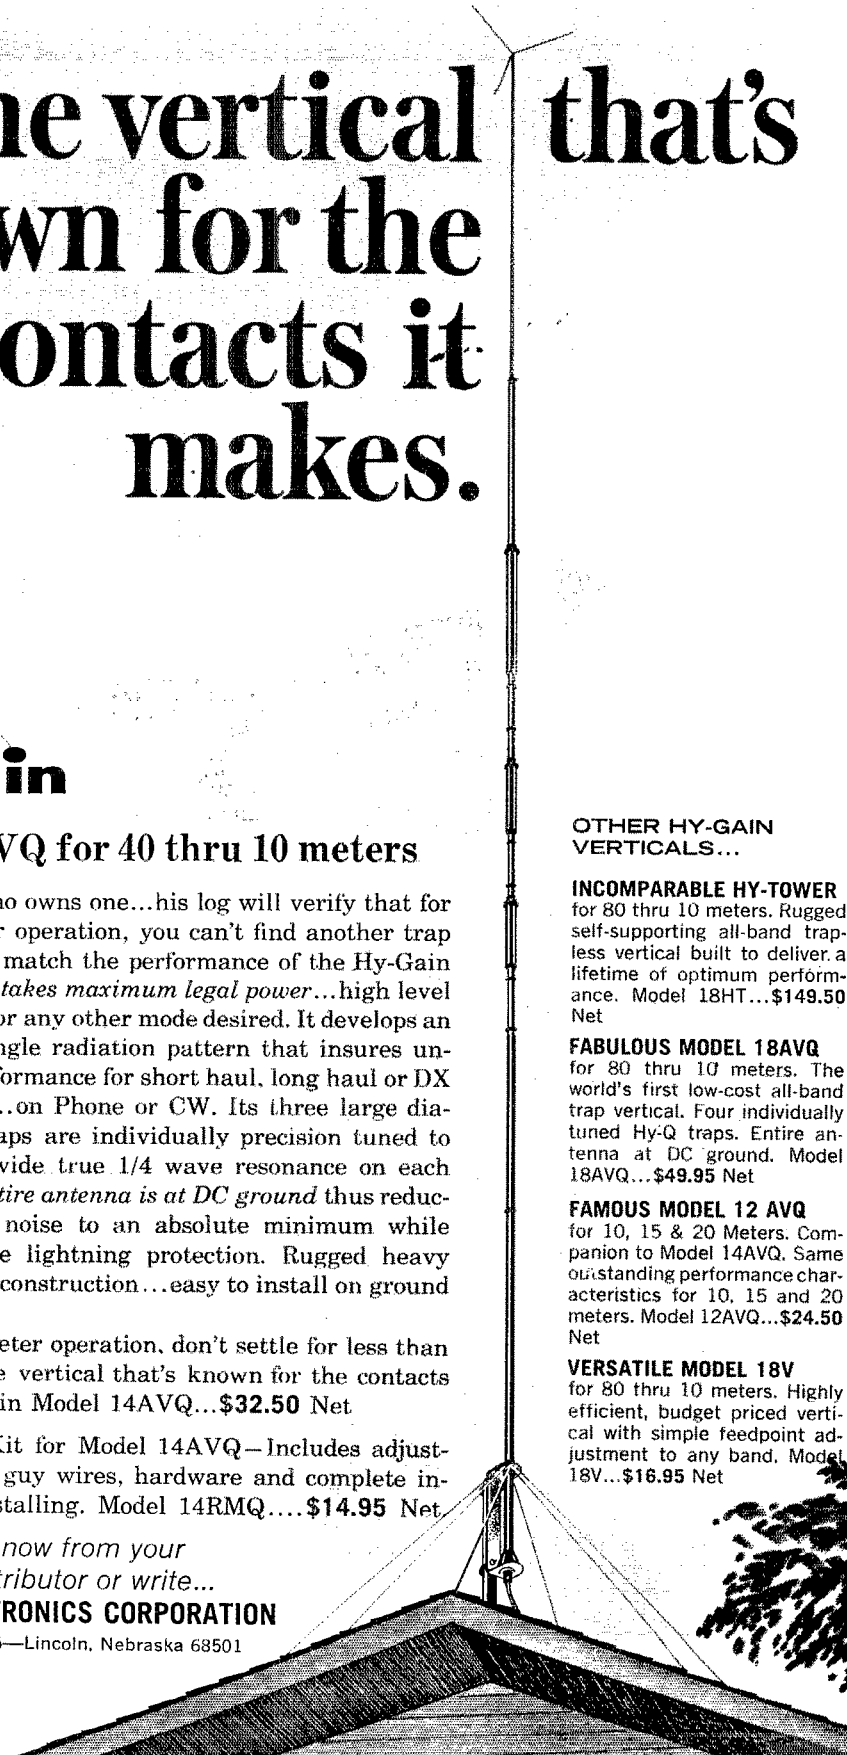 he vertical that's
wn for the
ontacts it
makes.
in
VQ for 40 thru 10 meters
no owns one...his log will verify that for
r operation, you can't find another trap
match the performance of the Hy-Gain
takes maximum legal power...high level
or any other mode desired. It develops an
ngle radiation pattern that insures un-
formance for short haul, long haul or DX
...on Phone or CW. Its three large dia-
aps are individually precision tuned to
vide true 1/4 wave resonance on each
tire antenna is at DC ground thus reduc-
noise to an absolute minimum while
e lightning protection. Rugged heavy
construction...easy to install on ground
eter operation, don't settle for less than
e vertical that's known for the contacts
in Model 14AVQ...$32.50 Net
Kit for Model 14AVQ—Includes adjust-
guy wires, hardware and complete in-
stalling. Model 14RMQ....$14.95 Net
now from your
tributor or write...
TRONICS CORPORATION
—Lincoln, Nebraska 68501
OTHER HY-GAIN
VERTICALS...
INCOMPARABLE HY-TOWER
for 80 thru 10 meters. Rugged
self-supporting all-band trap-
less vertical built to deliver a
lifetime of optimum perform-
ance. Model 18HT...$149.50
Net
FABULOUS MODEL 18AVQ
for 80 thru 10 meters. The
world's first low-cost all-band
trap vertical. Four individually
tuned Hy-Q traps. Entire an-
tenna at DC ground. Model
18AVQ...$49.95 Net
FAMOUS MODEL 12 AVQ
for 10, 15 & 20 Meters. Com-
panion to Model 14AVQ. Same
outstanding performance char-
acteristics for 10, 15 and 20
meters. Model 12AVQ...$24.50
Net
VERSATILE MODEL 18V
for 80 thru 10 meters. Highly
efficient, budget priced verti-
cal with simple feedpoint ad-
justment to any band. Model
18V...$16.95 Net